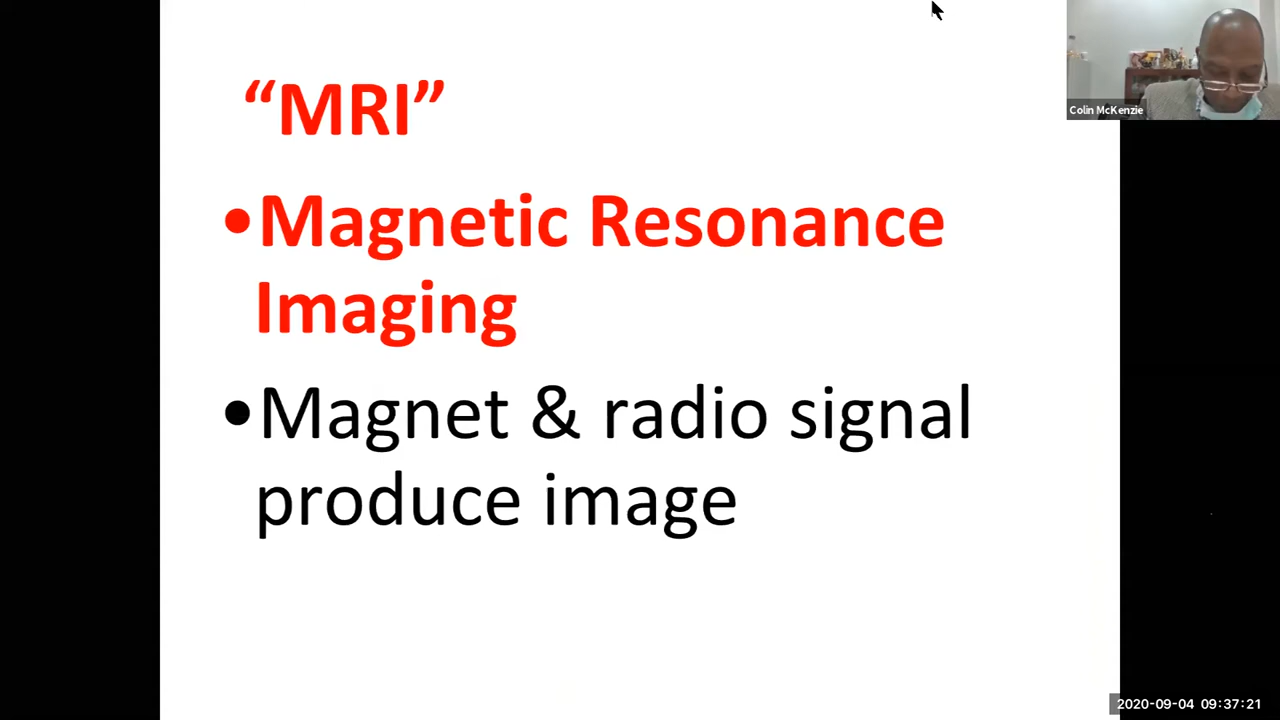 “MRI”
•Magnetic Resonance
Imaging
•Magnet & radio signal
produce image
Colin McKenzie
2020-09-04 09:37:21